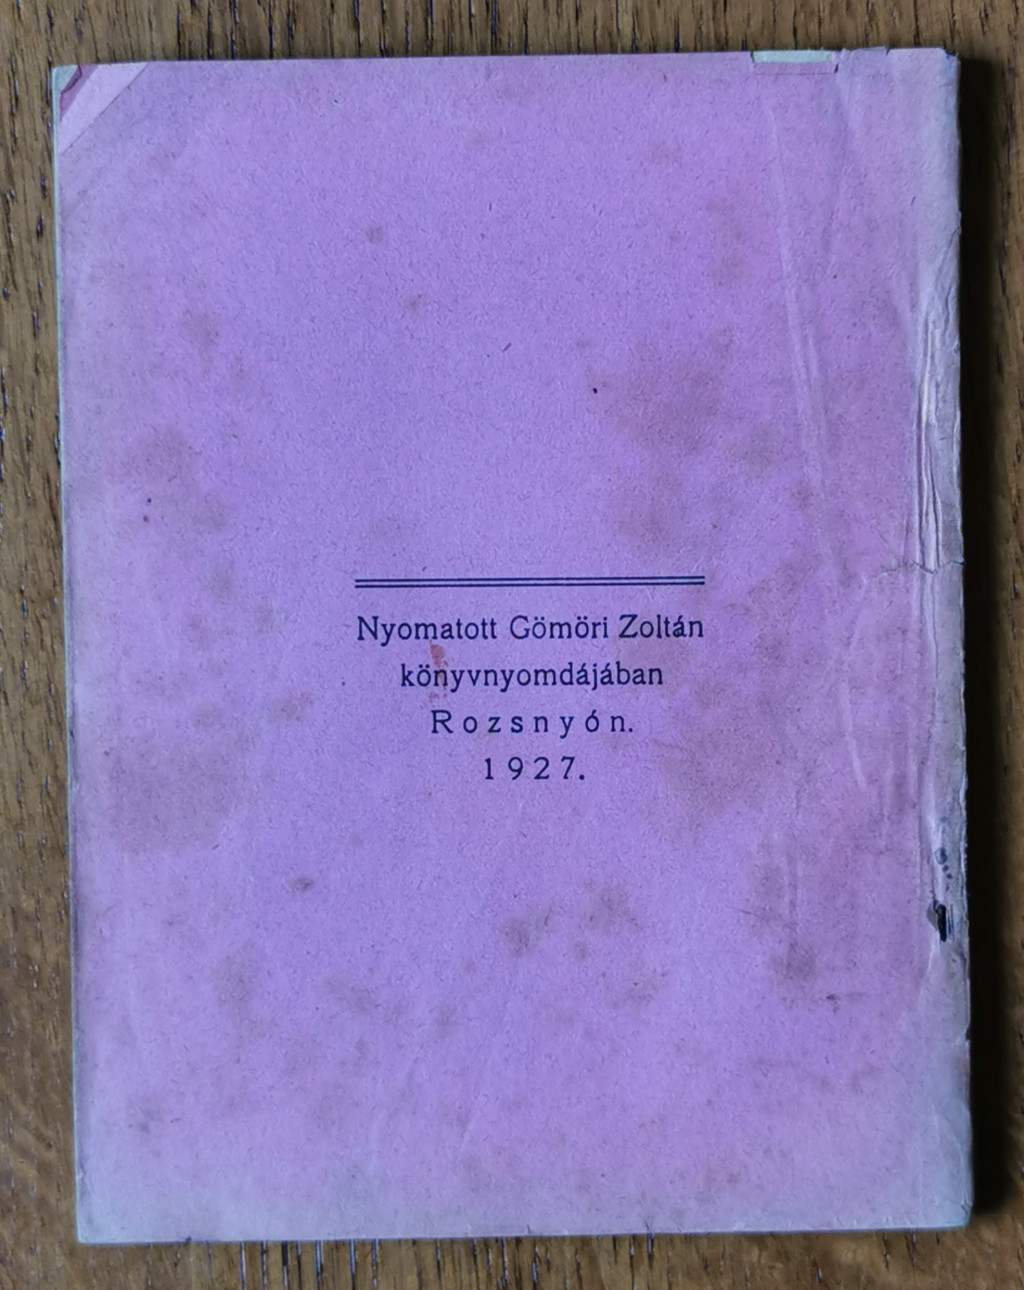 Nyomatott Gömöri Zoltán
könyvnyomdájában
Rozsnyón.
1927.